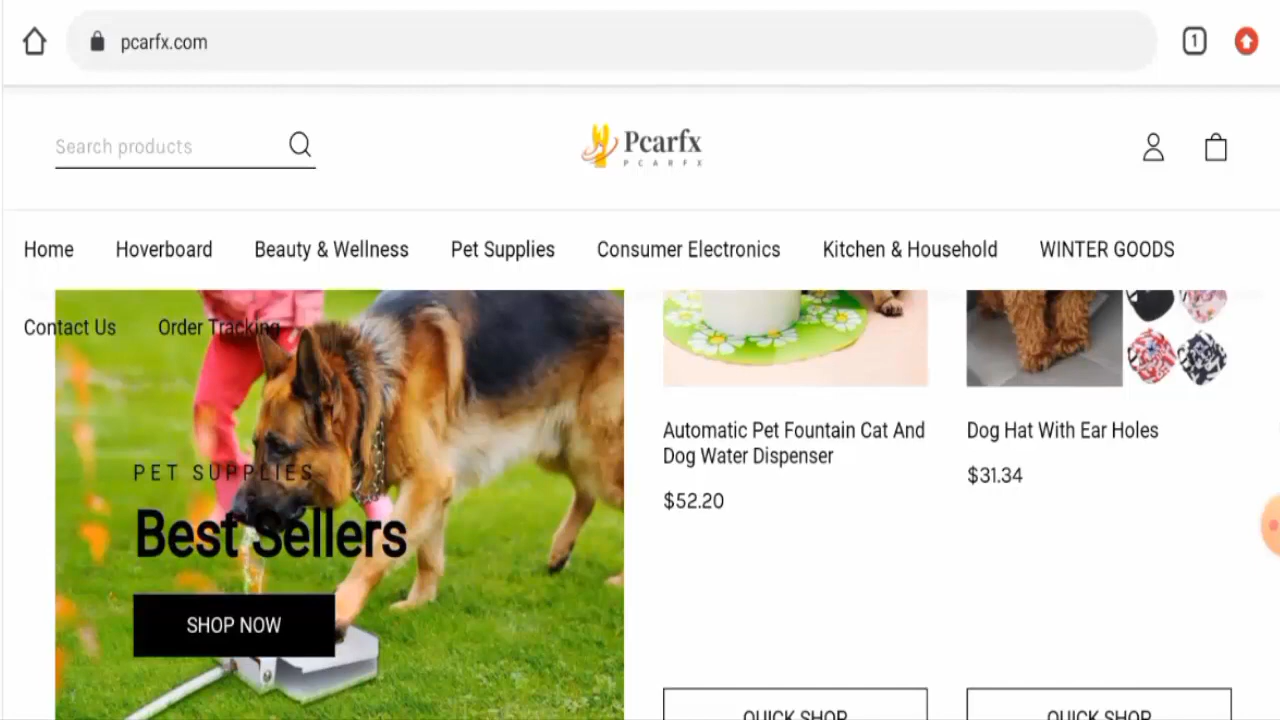 pcarfx.com
1
Search products
Pcarfx
PCARFX
Home
Hoverboard
Beauty & Wellness
Pet Supplies
Consumer Electronics
Kitchen & Household
WINTER GOODS
Contact Us
Order Tracking
PET SUPPLIES
Best Sellers
SHOP NOW
Automatic Pet Fountain Cat And
Dog Water Dispenser
$52.20
QUICK SHOP
Dog Hat With Ear Holes
$31.34
QUICK SHOP